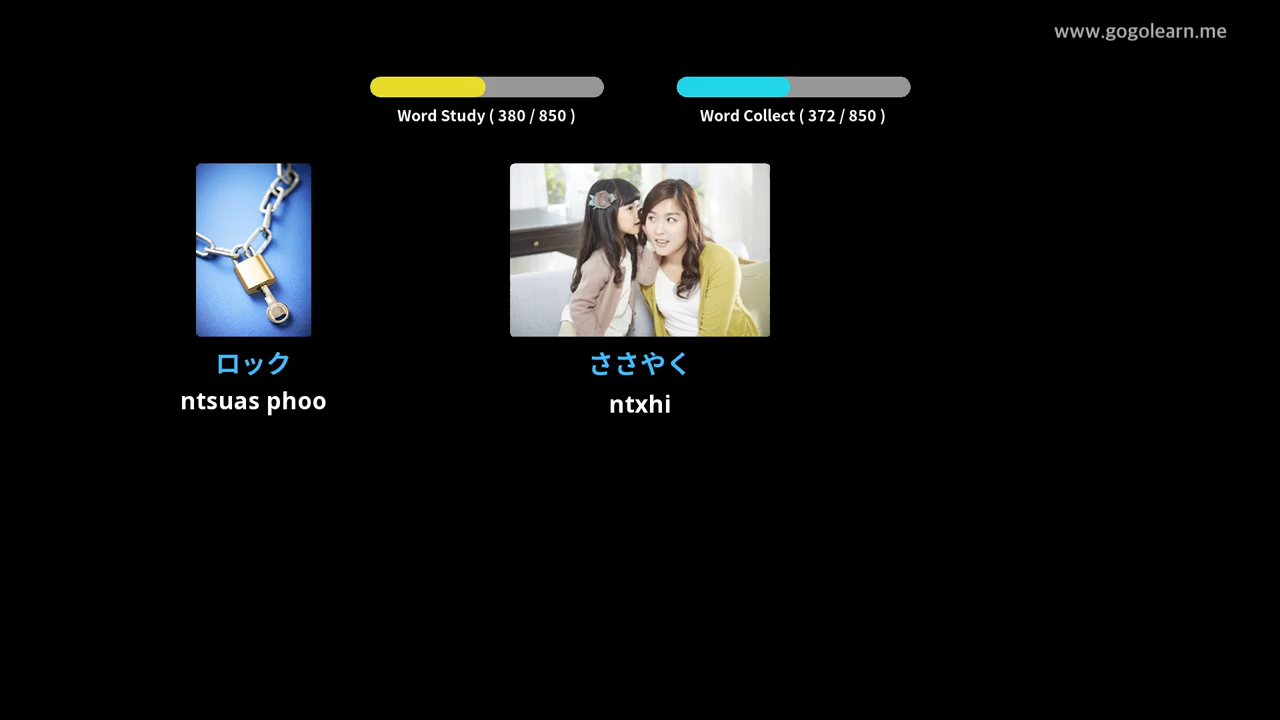 www.gogolearn.me
Word Study ( 380 / 850 )
Word Collect ( 372 / 850 )
ロック
ntsuas phoo
ささやく
ntxhi